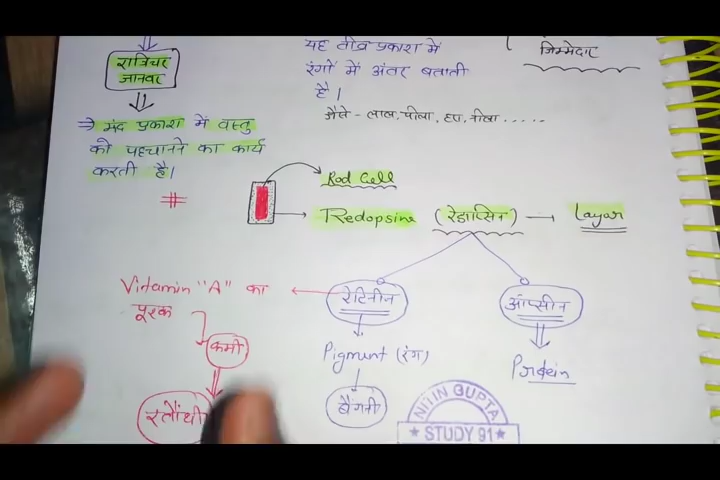 रात्रिचर
जानवर
⇒ मंद प्रकाश में वस्तु
को पहचानने का कार्य
करती है।
यह तीव्र प्रकाश में
रंगों में अंतर बताती
है।
जैसे - लाल, पीला, हरा, नीला.....
जिम्मेदार
Rod Cell
Redopsine (रेडाप्सिन) → Layar
Vitamin "A" का
पूरक
कमी
रतौंधी
रेटिनीन
Pigment (रंग)
बैंगनी
ऑप्सीन
Protein
NITIN GUPTA
★ STUDY 91 ★